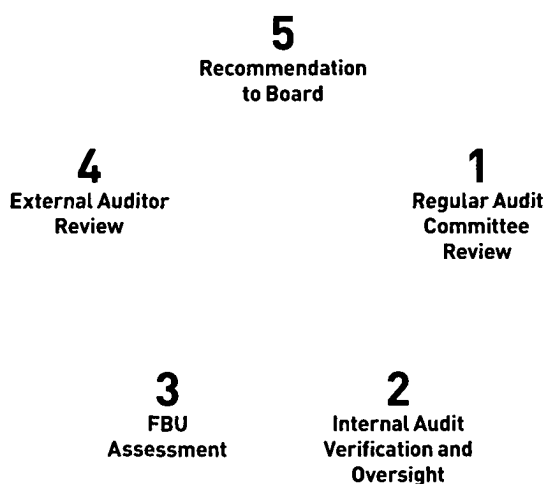 5
Recommendation
to Board
4
External Auditor
Review
1
Regular Audit
Committee
Review
3
FBU
Assessment
2
Internal Audit
Verification and
Oversight